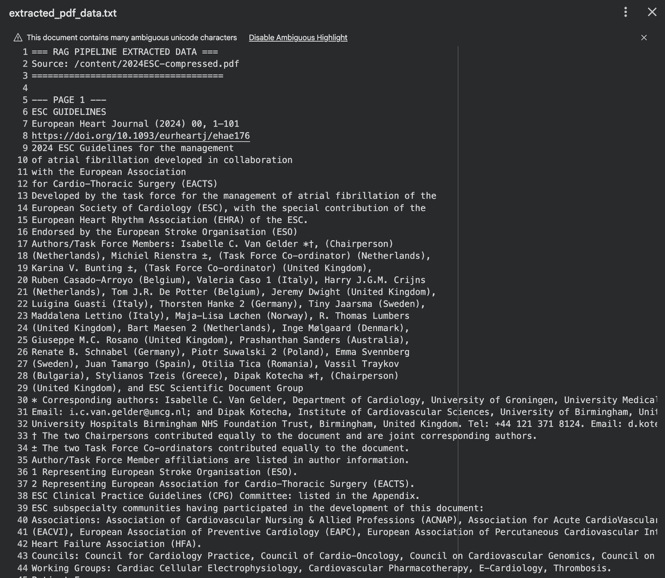 extracted_pdf_data.txt
This document contains many ambiguous unicode characters Disable Ambiguous Highlight
1 === RAG PIPELINE EXTRACTED DATA ===
2 Source: /content/2024ESC-compressed.pdf
3 ====================================
4
5 --- PAGE 1 ---
6 ESC GUIDELINES
7 European Heart Journal (2024) 00, 1–101
8 https://doi.org/10.1093/eurheartj/ehae176
9 2024 ESC Guidelines for the management
10 of atrial fibrillation developed in collaboration
11 with the European Association
12 for Cardio-Thoracic Surgery (EACTS)
13 Developed by the task force for the management of atrial fibrillation of the
14 European Society of Cardiology (ESC), with the special contribution of the
15 European Heart Rhythm Association (EHRA) of the ESC.
16 Endorsed by the European Stroke Organisation (ESO)
17 Authors/Task Force Members: Isabelle C. Van Gelder *†, (Chairperson)
18 (Netherlands), Michiel Rienstra ±, (Task Force Co-ordinator) (Netherlands),
19 Karina V. Bunting ±, (Task Force Co-ordinator) (United Kingdom),
20 Ruben Casado-Arroyo (Belgium), Valeria Caso 1 (Italy), Harry J.G.M. Crijns
21 (Netherlands), Tom J.R. De Potter (Belgium), Jeremy Dwight (United Kingdom),
22 Luigina Guasti (Italy), Thorsten Hanke 2 (Germany), Tiny Jaarsma (Sweden),
23 Maddalena Lettino (Italy), Maja-Lisa Løchen (Norway), R. Thomas Lumbers
24 (United Kingdom), Bart Maesen 2 (Netherlands), Inge Mølgaard (Denmark),
25 Giuseppe M.C. Rosano (United Kingdom), Prashanthan Sanders (Australia),
26 Renate B. Schnabel (Germany), Piotr Suwalski 2 (Poland), Emma Svennberg
27 (Sweden), Juan Tamargo (Spain), Otilia Tica (Romania), Vassil Traykov
28 (Bulgaria), Stylianos Tzeis (Greece), Dipak Kotecha *†, (Chairperson)
29 (United Kingdom), and ESC Scientific Document Group
30 * Corresponding authors: Isabelle C. Van Gelder, Department of Cardiology, University of Groningen, University Medical
31 Email: i.c.van.gelder@umcg.nl; and Dipak Kotecha, Institute of Cardiovascular Sciences, University of Birmingham, Unit
32 University Hospitals Birmingham NHS Foundation Trust, Birmingham, United Kingdom. Tel: +44 121 371 8124. Email: d.kote
33 † The two Chairpersons contributed equally to the document and are joint corresponding authors.
34 ± The two Task Force Co-ordinators contributed equally to the document.
35 Author/Task Force Member affiliations are listed in author information.
36 1 Representing European Stroke Organisation (ESO).
37 2 Representing European Association for Cardio-Thoracic Surgery (EACTS).
38 ESC Clinical Practice Guidelines (CPG) Committee: listed in the Appendix.
39 ESC subspecialty communities having participated in the development of this document:
40 Associations: Association of Cardiovascular Nursing & Allied Professions (ACNAP), Association for Acute CardioVascular
41 (EACVI), European Association of Preventive Cardiology (EAPC), European Association of Percutaneous Cardiovascular Int
42 Heart Failure Association (HFA).
43 Councils: Council for Cardiology Practice, Council of Cardio-Oncology, Council on Cardiovascular Genomics, Council on
44 Working Groups: Cardiac Cellular Electrophysiology, Cardiovascular Pharmacotherapy, E-Cardiology, Thrombosis.